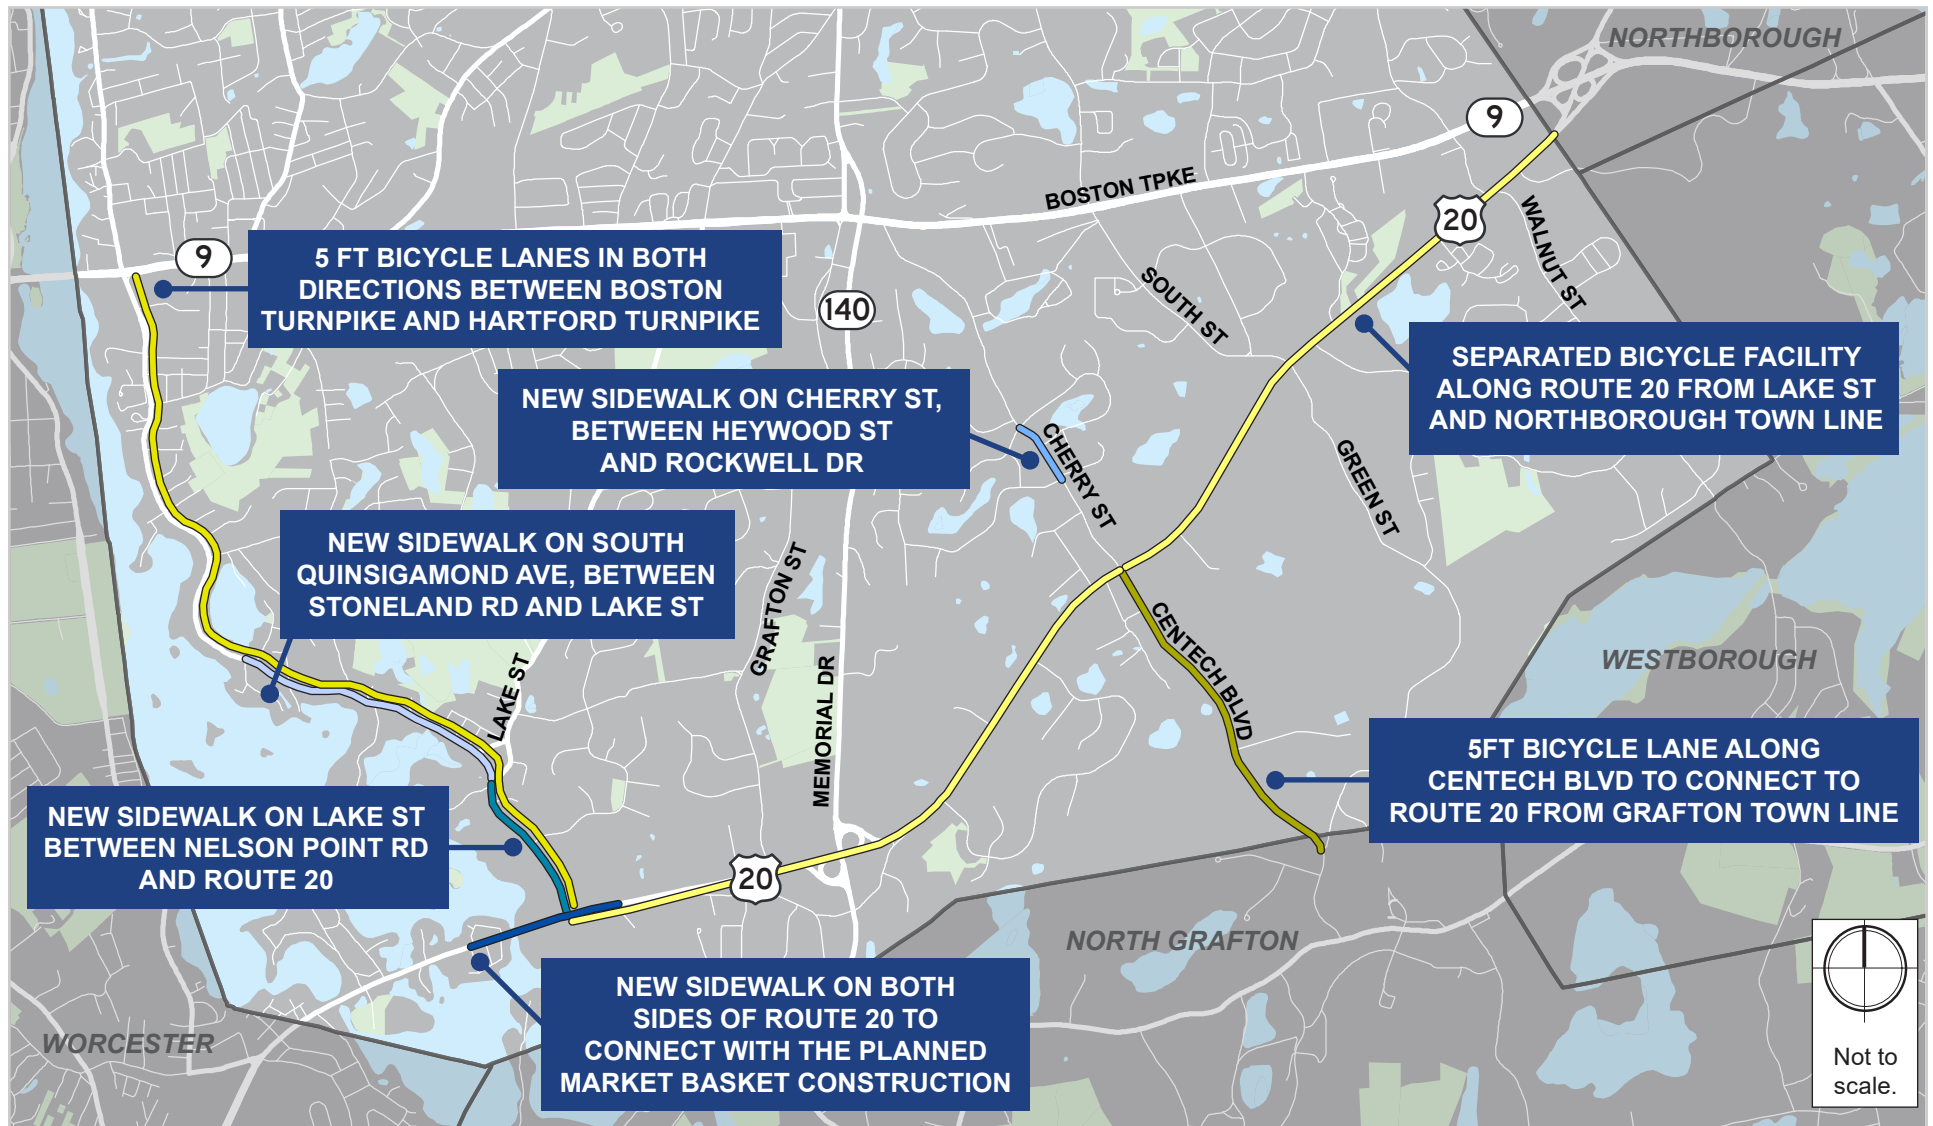 NORTHBOROUGH
9
BOSTON TPKE
20
WALNUT ST
9
5 FT BICYCLE LANES IN BOTH
DIRECTIONS BETWEEN BOSTON
TURNPIKE AND HARTFORD TURNPIKE
140
SOUTH ST
SEPARATED BICYCLE FACILITY
ALONG ROUTE 20 FROM LAKE ST
AND NORTHBOROUGH TOWN LINE
NEW SIDEWALK ON CHERRY ST,
BETWEEN HEYWOOD ST
AND ROCKWELL DR
CHERRY ST
GREEN ST
NEW SIDEWALK ON SOUTH
QUINSIGAMOND AVE, BETWEEN
STONELAND RD AND LAKE ST
GRAFTON ST
CENTECH BLVD
WESTBOROUGH
LAKE ST
MEMORIAL DR
5FT BICYCLE LANE ALONG
CENTECH BLVD TO CONNECT TO
ROUTE 20 FROM GRAFTON TOWN LINE
NEW SIDEWALK ON LAKE ST
BETWEEN NELSON POINT RD
AND ROUTE 20
20
NORTH GRAFTON
NEW SIDEWALK ON BOTH
SIDES OF ROUTE 20 TO
CONNECT WITH THE PLANNED
MARKET BASKET CONSTRUCTION
WORCESTER
Not to
scale.